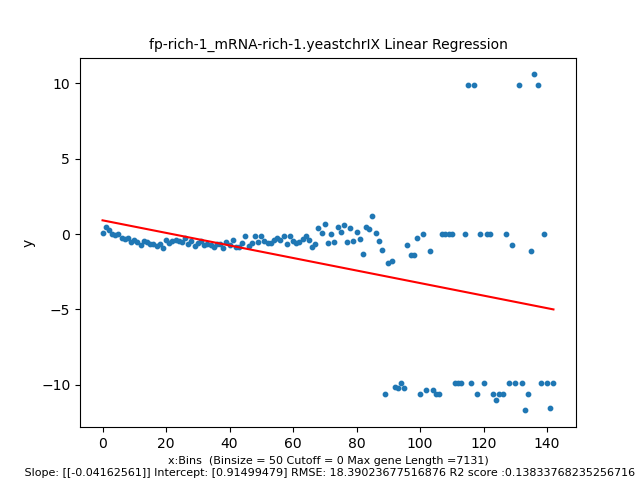 fp-rich-1_mRNA-rich-1.yeastchrIX Linear Regression
10
5
0
−5
−10
y
0 20 40 60 80 100 120 140
x:Bins (Binsize = 50 Cutoff = 0 Max gene Length =7131)
Slope: [[-0.04162561]] Intercept: [0.91499479] RMSE: 18.39023677516876 R2 score :0.13833768235256716